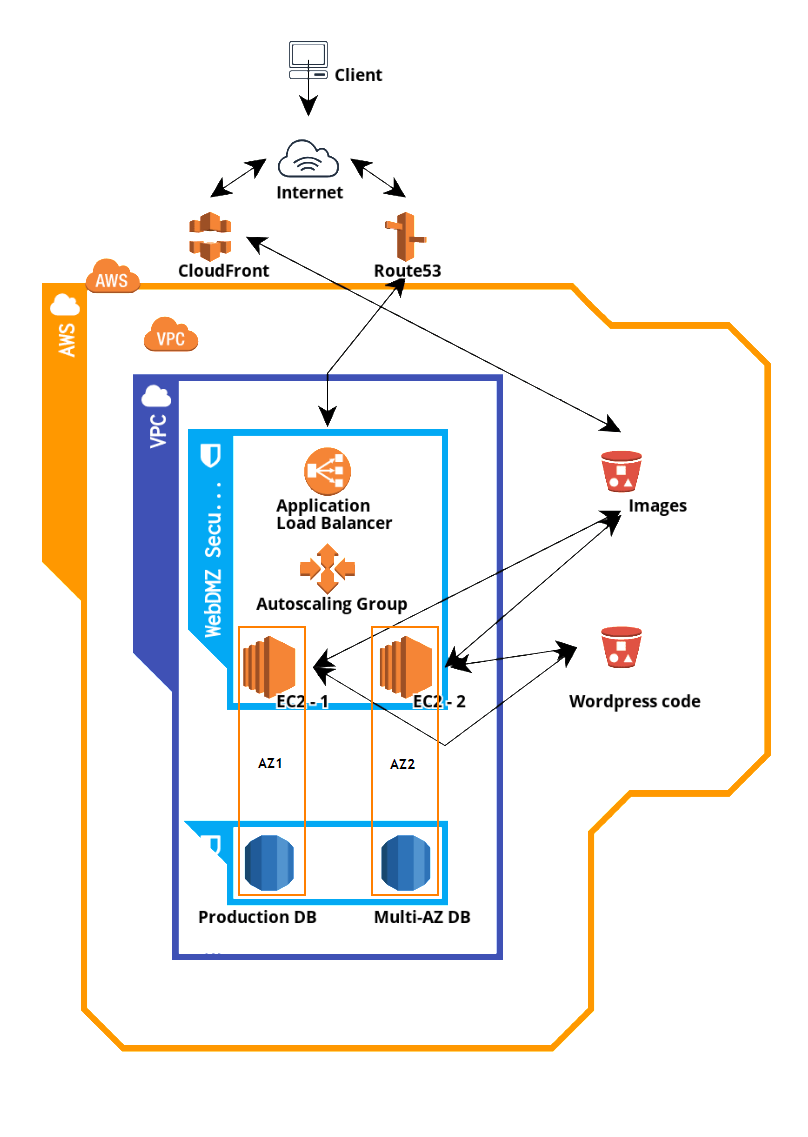 Client
Internet
CloudFront
Route53
AWS
AWS
VPC
VPC
WebDMZ Secu...
Application
Load Balancer
Images
Autoscaling Group
EC2 - 1
EC2 - 2
Wordpress code
AZ1
AZ2
Production DB
Multi-AZ DB